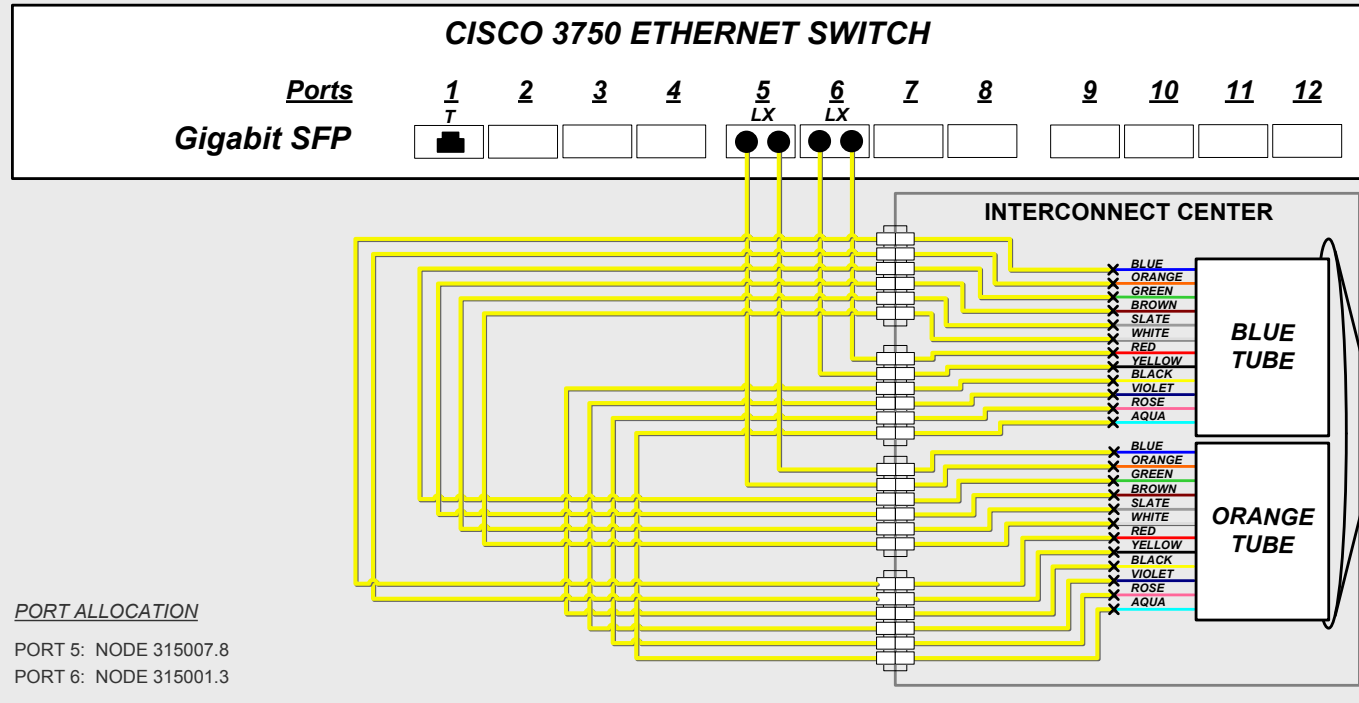 CISCO 3750 ETHERNET SWITCH
Ports 1 2 3 4 5 6 7 8 9 10 11 12
T LX LX
Gigabit SFP
INTERCONNECT CENTER
BLUE
ORANGE
GREEN
BROWN
SLATE
WHITE
RED
YELLOW
BLACK
VIOLET
ROSE
AQUA
BLUE
TUBE
BLUE
ORANGE
GREEN
BROWN
SLATE
WHITE
RED
YELLOW
BLACK
VIOLET
ROSE
AQUA
ORANGE
TUBE
PORT ALLOCATION
PORT 5: NODE 315007.8
PORT 6: NODE 315001.3